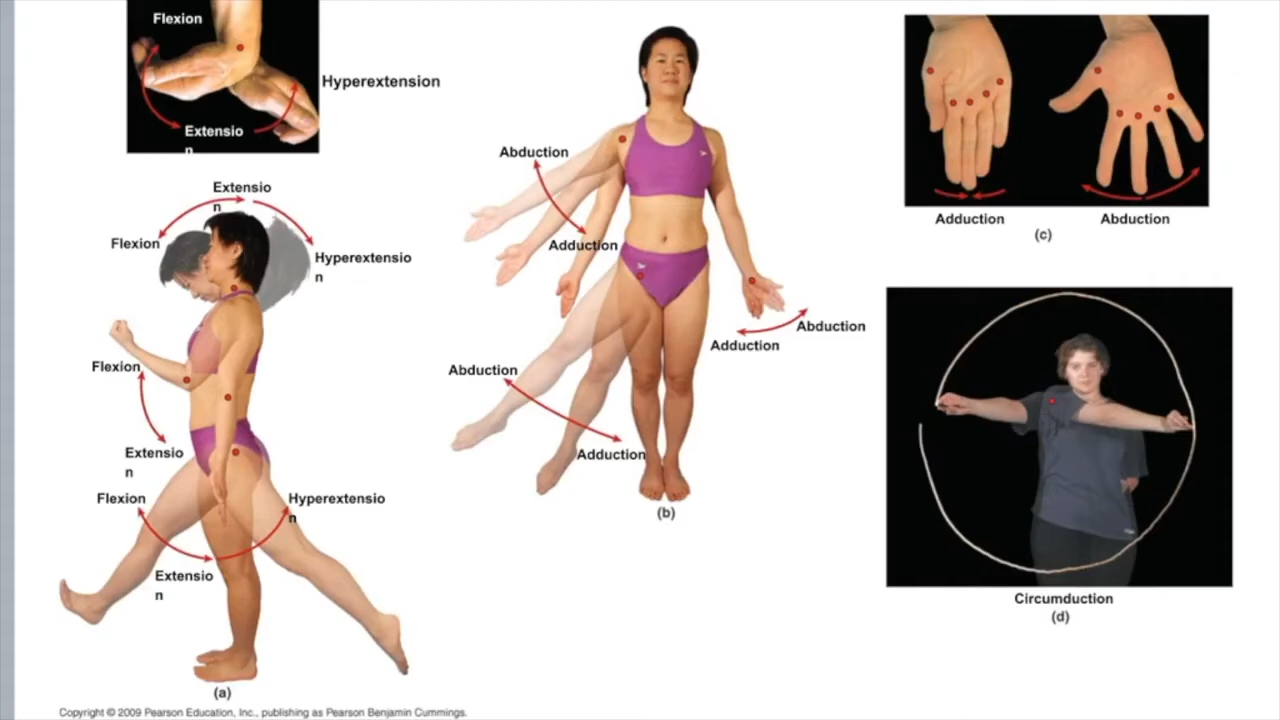 Flexion
Hyperextension
Extensio
n
Extensio
n
Flexion
Hyperextensio
n
Flexion
Extensio
n
Flexion
Hyperextensio
n
Extensio
n
(a)
Abduction
Adduction
Abduction
Adduction
Abduction
Adduction
(b)
Adduction
Abduction
(c)
Circumduction
(d)
Copyright © 2009 Pearson Education, Inc., publishing as Pearson Benjamin Cummings.